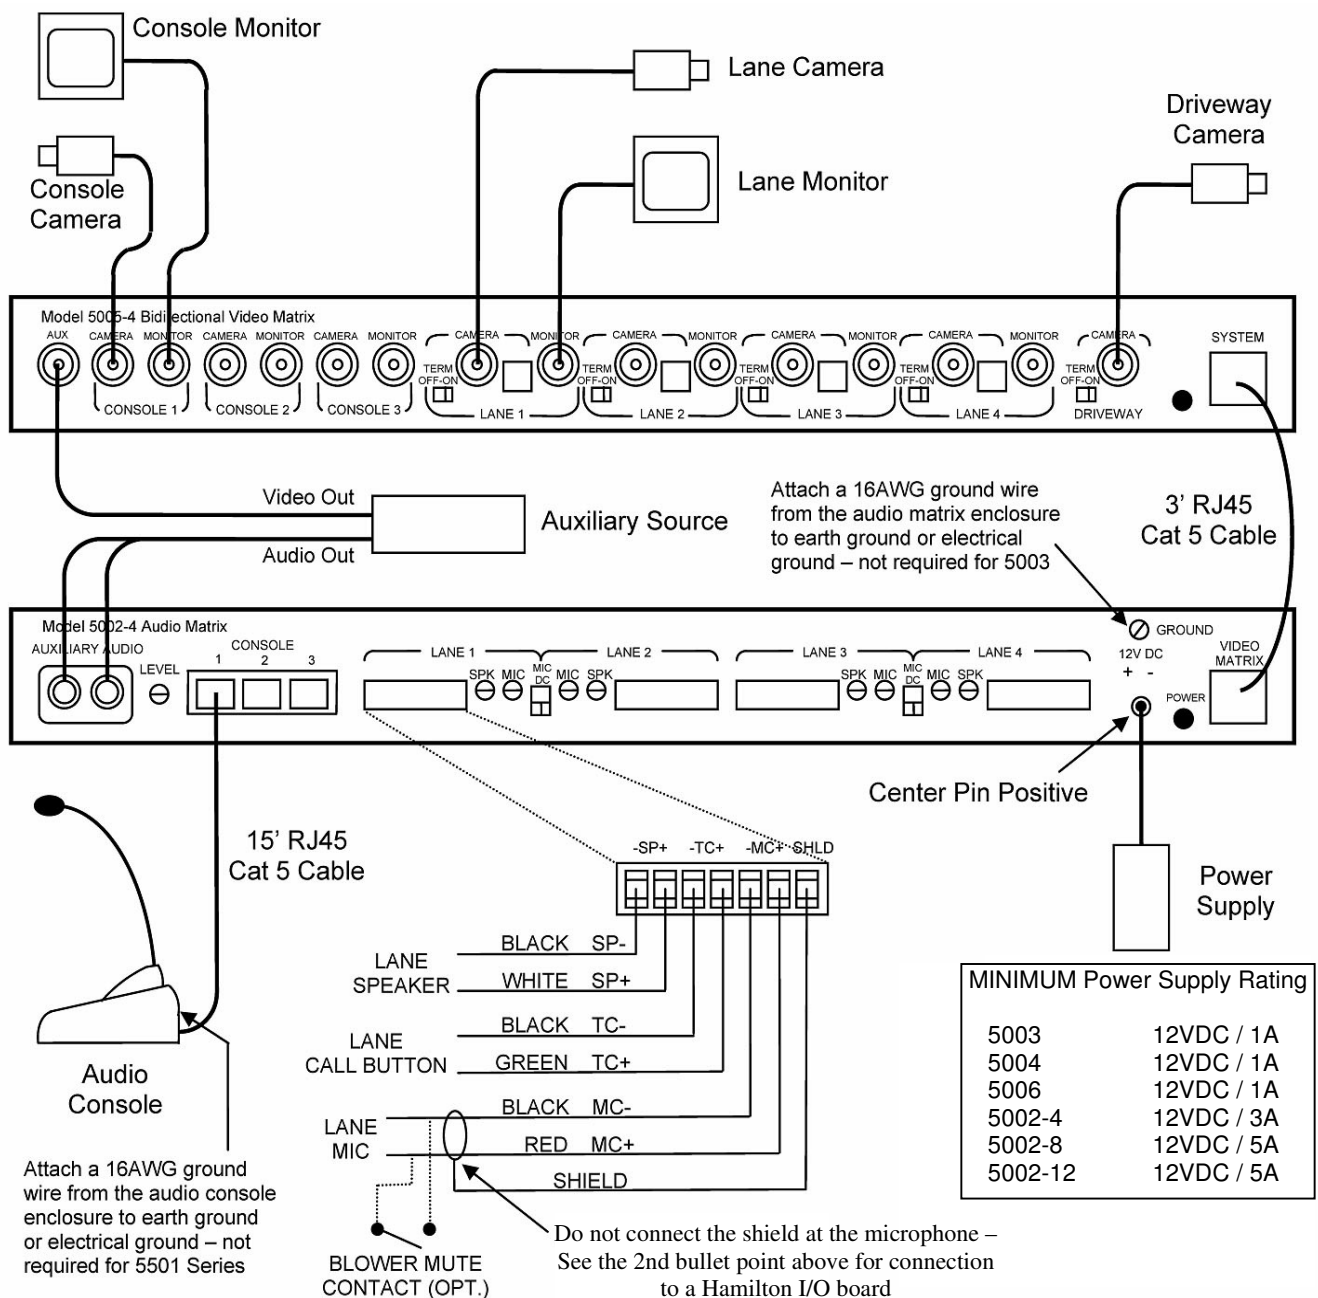 Console Monitor
Lane Camera
Driveway
Camera
Console
Camera
Lane Monitor
Model 5005-4 Bidirectional Video Matrix
AUX CAMERA MONITOR CAMERA MONITOR CAMERA MONITOR CAMERA MONITOR CAMERA MONITOR CAMERA MONITOR CAMERA MONITOR CAMERA SYSTEM
TERM TERM TERM TERM TERM
OFF-ON OFF-ON OFF-ON OFF-ON OFF-ON
CONSOLE 1 CONSOLE 2 CONSOLE 3 LANE 1 LANE 2 LANE 3 LANE 4 DRIVEWAY
Video Out
Auxiliary Source
Audio Out
Attach a 16AWG ground wire
from the audio matrix enclosure
to earth ground or electrical
ground – not required for 5003
3' RJ45
Cat 5 Cable
Model 5002-4 Audio Matrix
AUXILIARY AUDIO
LEVEL
CONSOLE
1 2 3
LANE 1 LANE 2 LANE 3 LANE 4
SPK MIC MIC DC MIC SPK SPK MIC MIC DC MIC SPK
GROUND
12V DC
+ -
POWER
VIDEO
MATRIX
Center Pin Positive
15' RJ45
Cat 5 Cable
-SP+ -TC+ -MC+ SHLD
Power
Supply
LANE
SPEAKER
BLACK SP-
WHITE SP+
LANE
CALL BUTTON
BLACK TC-
GREEN TC+
LANE
MIC
BLACK MC-
RED MC+
SHIELD
Audio
Console
Attach a 16AWG ground
wire from the audio console
enclosure to earth ground
or electrical ground – not
required for 5501 Series
BLOWER MUTE
CONTACT (OPT.)
Do not connect the shield at the microphone –
See the 2nd bullet point above for connection
to a Hamilton I/O board
MINIMUM Power Supply Rating
5003 12VDC / 1A
5004 12VDC / 1A
5006 12VDC / 1A
5002-4 12VDC / 3A
5002-8 12VDC / 5A
5002-12 12VDC / 5A